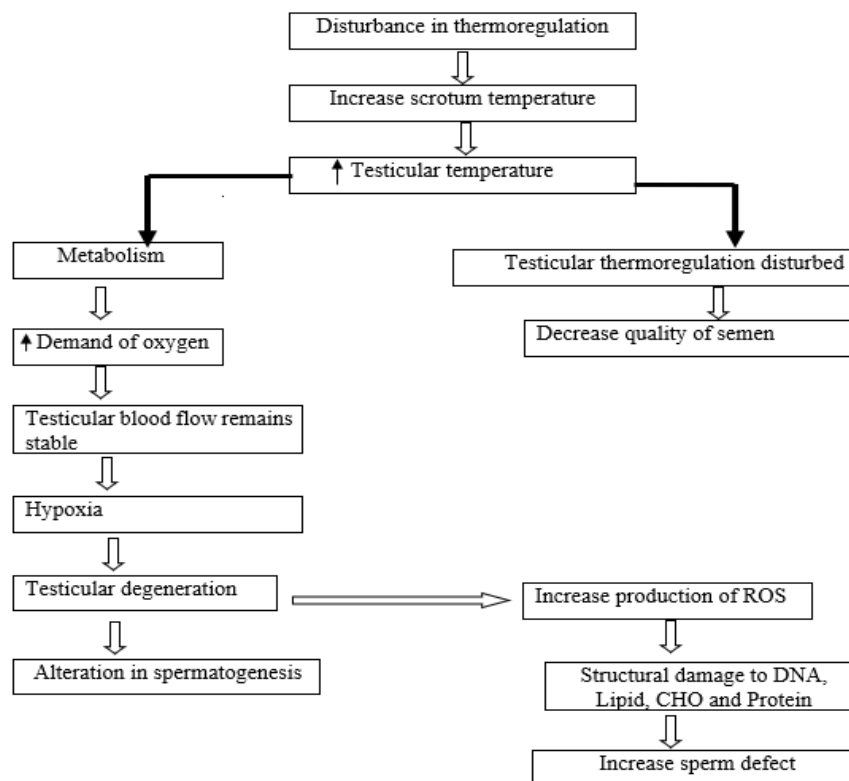 Disturbance in thermoregulation
Increase scrotum temperature
↑ Testicular temperature
Metabolism
Testicular thermoregulation disturbed
↑ Demand of oxygen
Decrease quality of semen
Testicular blood flow remains
stable
Hypoxia
Testicular degeneration
Increase production of ROS
Alteration in spermatogenesis
Structural damage to DNA,
Lipid, CHO and Protein
Increase sperm defect